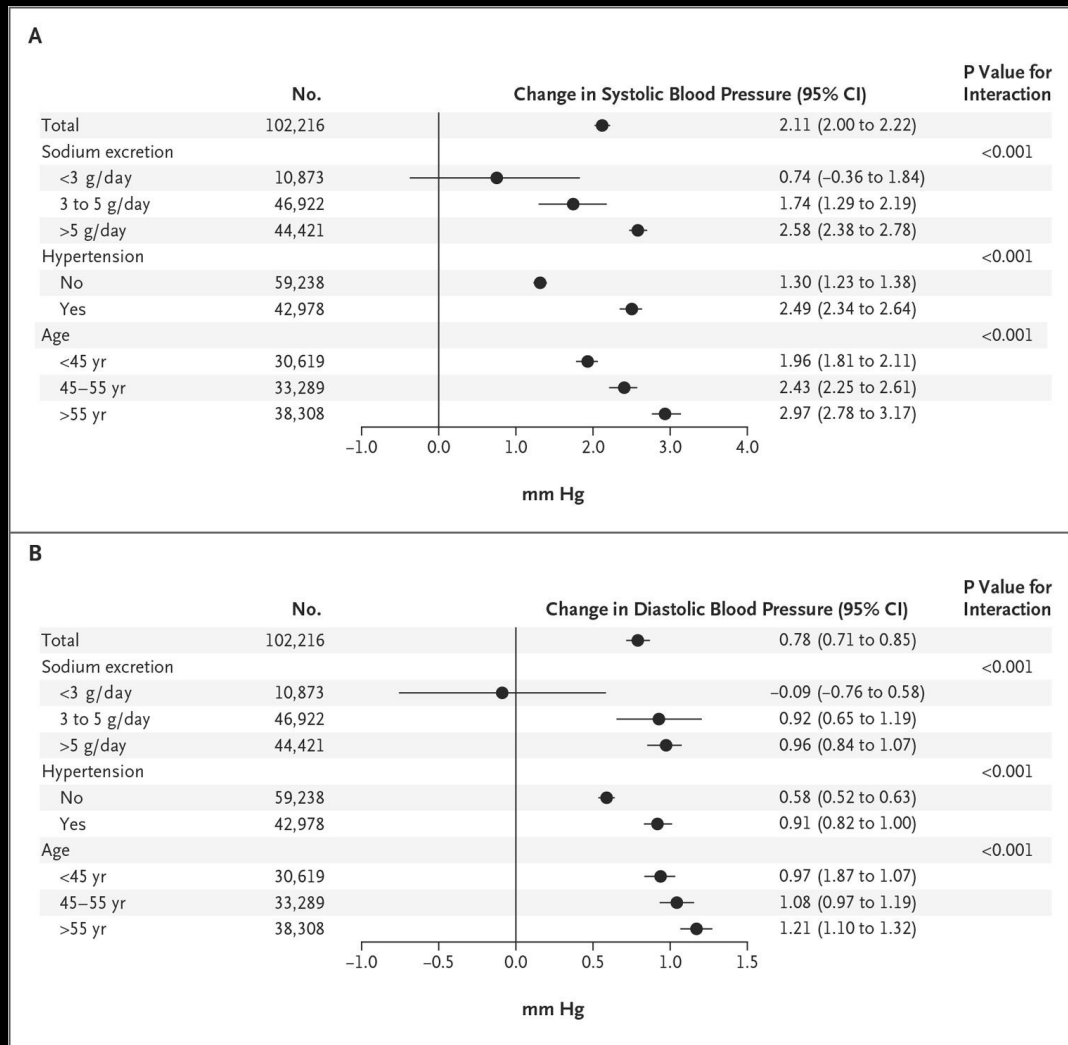 A
No. Change in Systolic Blood Pressure (95% CI) P Value for Interaction
Total 102,216 2.11 (2.00 to 2.22)
Sodium excretion <0.001
<3 g/day 10,873 0.74 (–0.36 to 1.84)
3 to 5 g/day 46,922 1.74 (1.29 to 2.19)
>5 g/day 44,421 2.58 (2.38 to 2.78)
Hypertension <0.001
No 59,238 1.30 (1.23 to 1.38)
Yes 42,978 2.49 (2.34 to 2.64)
Age <0.001
<45 yr 30,619 1.96 (1.81 to 2.11)
45–55 yr 33,289 2.43 (2.25 to 2.61)
>55 yr 38,308 2.97 (2.78 to 3.17)
–1.0 0.0 1.0 2.0 3.0 4.0
mm Hg
B
No. Change in Diastolic Blood Pressure (95% CI) P Value for Interaction
Total 102,216 0.78 (0.71 to 0.85)
Sodium excretion <0.001
<3 g/day 10,873 –0.09 (–0.76 to 0.58)
3 to 5 g/day 46,922 0.92 (0.65 to 1.19)
>5 g/day 44,421 0.96 (0.84 to 1.07)
Hypertension <0.001
No 59,238 0.58 (0.52 to 0.63)
Yes 42,978 0.91 (0.82 to 1.00)
Age <0.001
<45 yr 30,619 0.97 (1.87 to 1.07)
45–55 yr 33,289 1.08 (0.97 to 1.19)
>55 yr 38,308 1.21 (1.10 to 1.32)
–1.0 –0.5 0.0 0.5 1.0 1.5
mm Hg